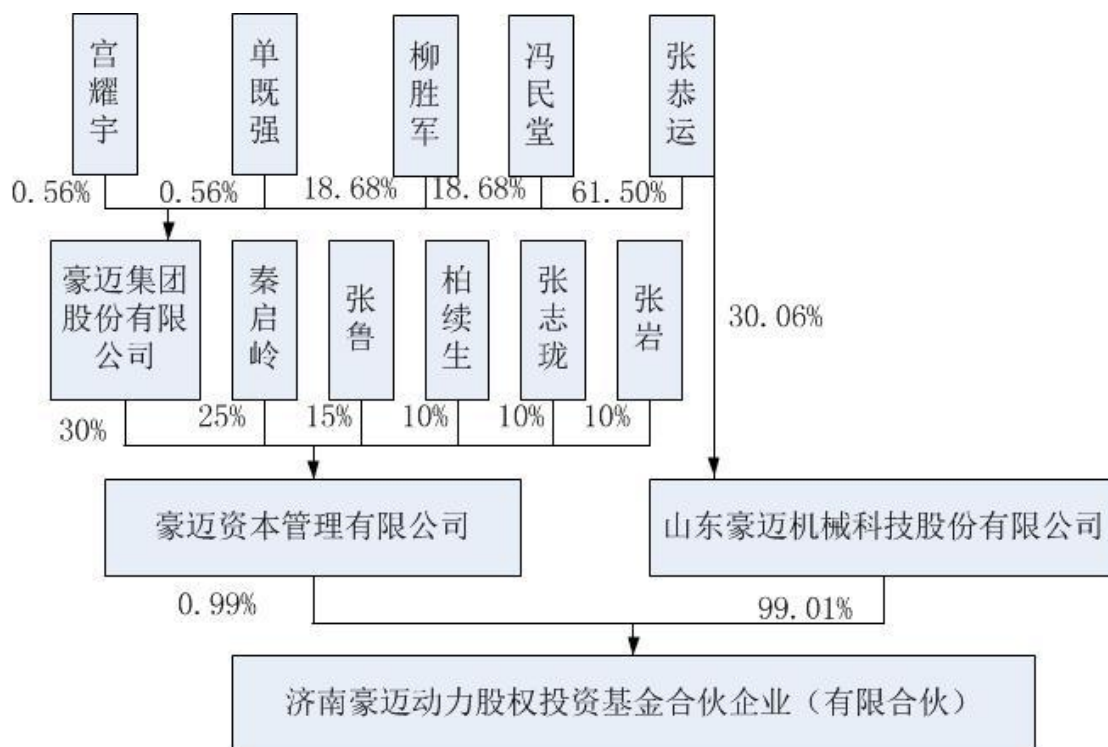 宫耀宇
单既强
柳胜军
冯民堂
张恭运
0.56%
0.56%
18.68%
18.68%
61.50%
豪迈集团
股份有限
公司
秦启岭
张鲁
柏续生
张志珑
张岩
30.06%
30%
25%
15%
10%
10%
10%
豪迈资本管理有限公司
山东豪迈机械科技股份有限公司
0.99%
99.01%
济南豪迈动力股权投资基金合伙企业（有限合伙）